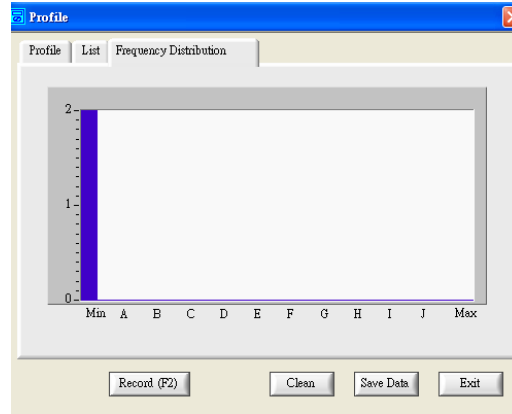 Profile
Profile List Frequency Distribution
2
1
0
Min A B C D E F G H I J Max
Record (F2) Clean Save Data Exit